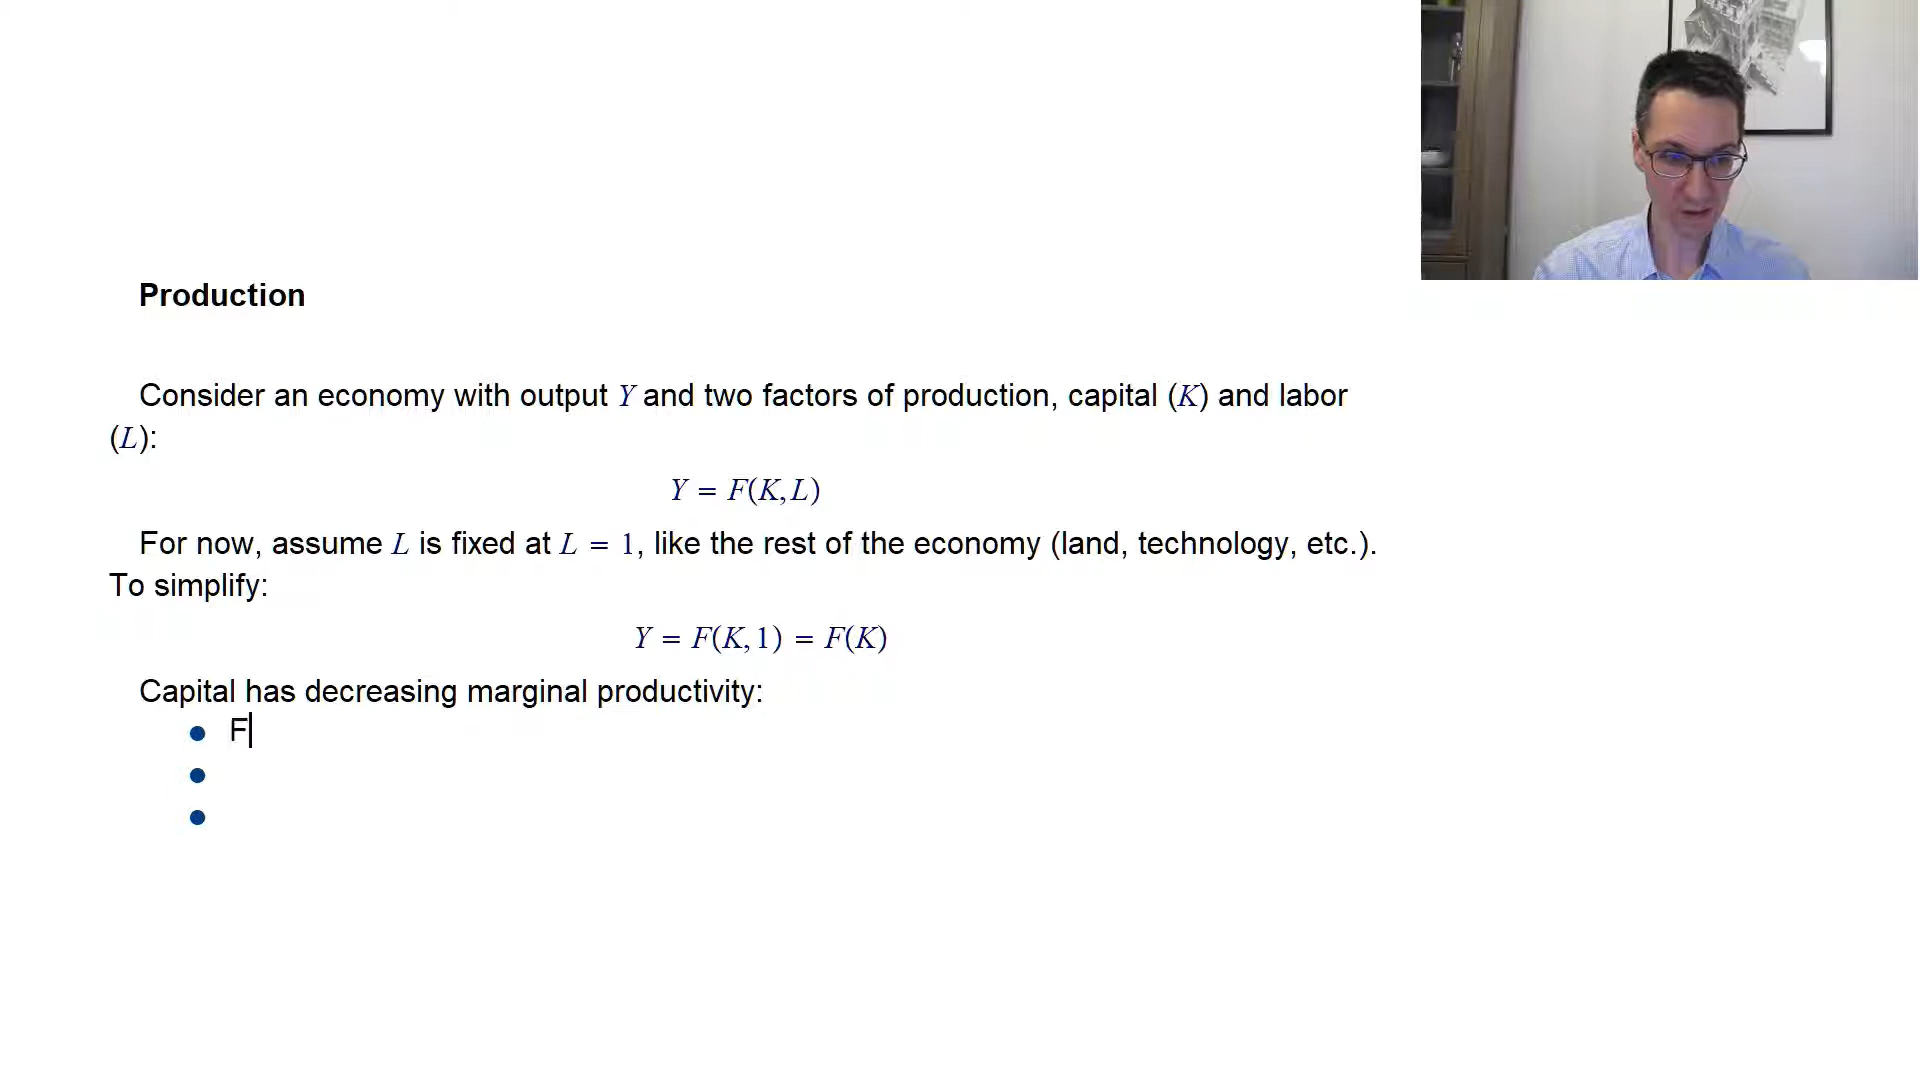 Production
Consider an economy with output Y and two factors of production, capital (K) and labor
(L):
Y = F(K, L)
For now, assume L is fixed at L = 1, like the rest of the economy (land, technology, etc.).
To simplify:
Y = F(K, 1) = F(K)
Capital has decreasing marginal productivity:
● F
●
●